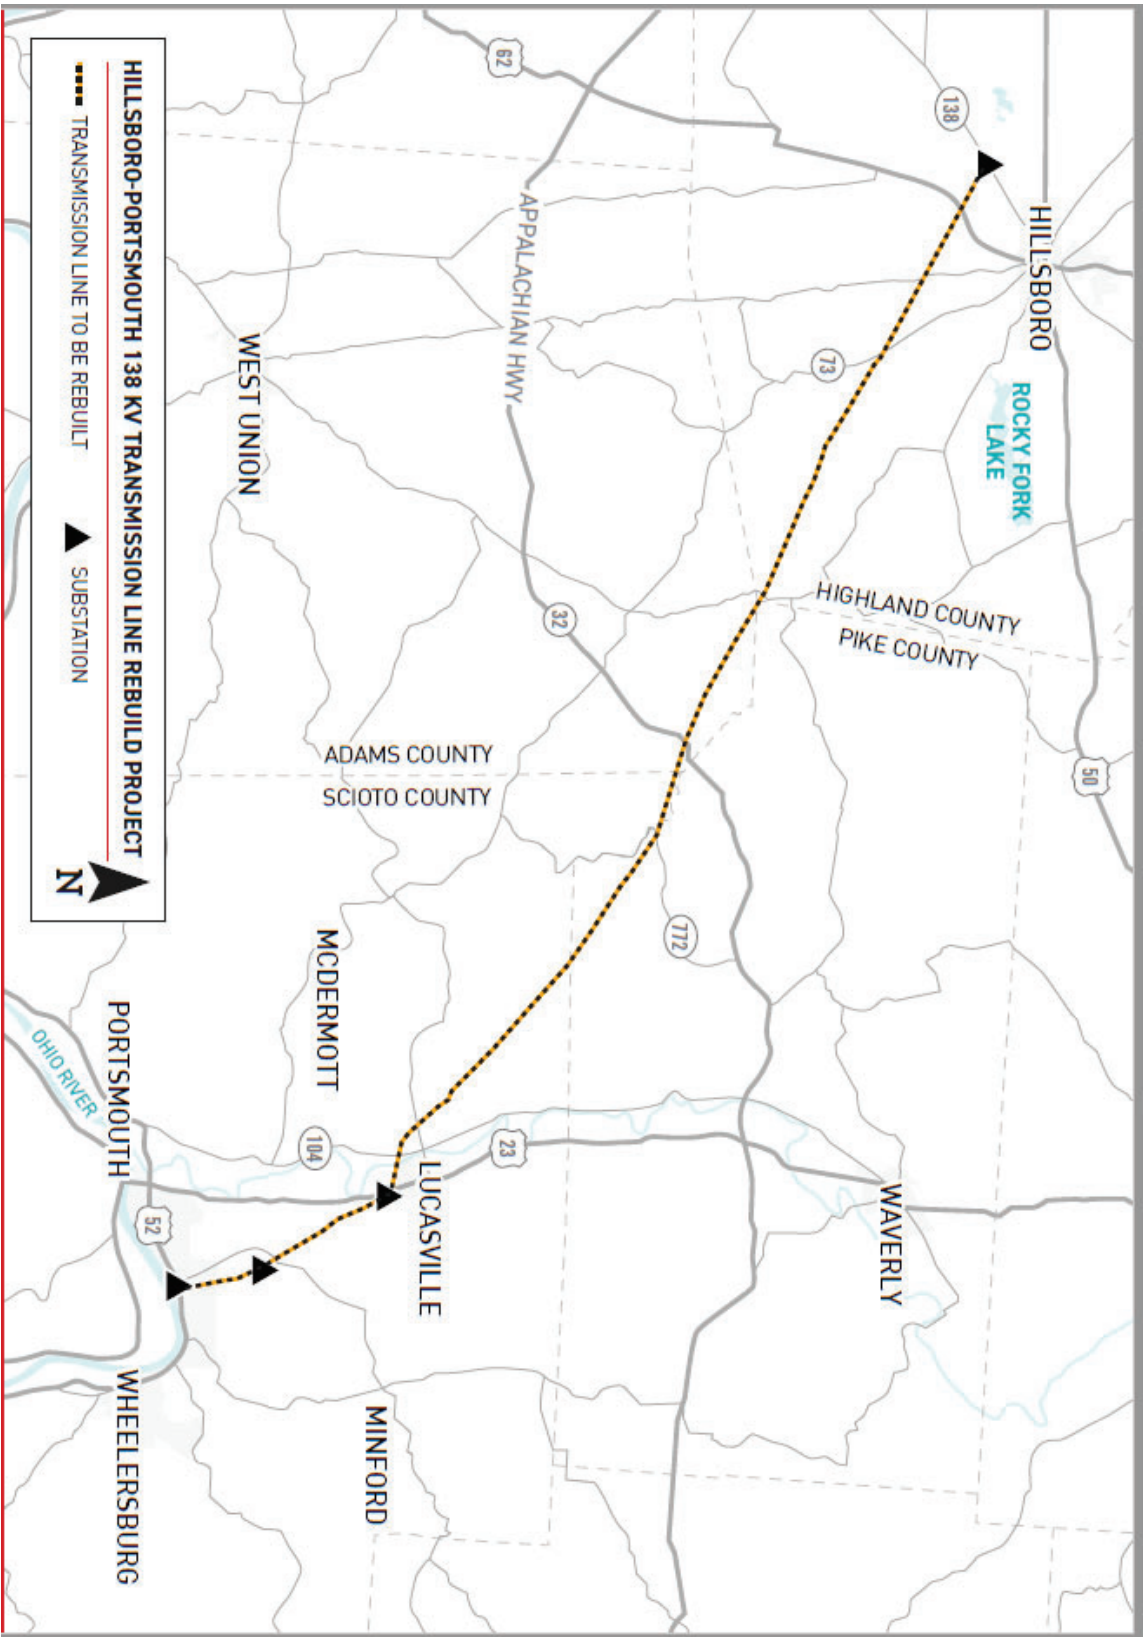 HILLSBORO
138
62
ROCKY FORK
LAKE
73
APPALACHIAN HWY
WEST UNION
HIGHLAND COUNTY
PIKE COUNTY
50
32
ADAMS COUNTY
SCIOTO COUNTY
772
MCDERMOTT
WAVERLY
23
LUCASVILLE
104
PORTSMOUTH
OHIO RIVER
52
MINFORD
WHEELERSBURG
HILLSBORO-PORTSMOUTH 138 KV TRANSMISSION LINE REBUILD PROJECT
TRANSMISSION LINE TO BE REBUILT
SUBSTATION
N